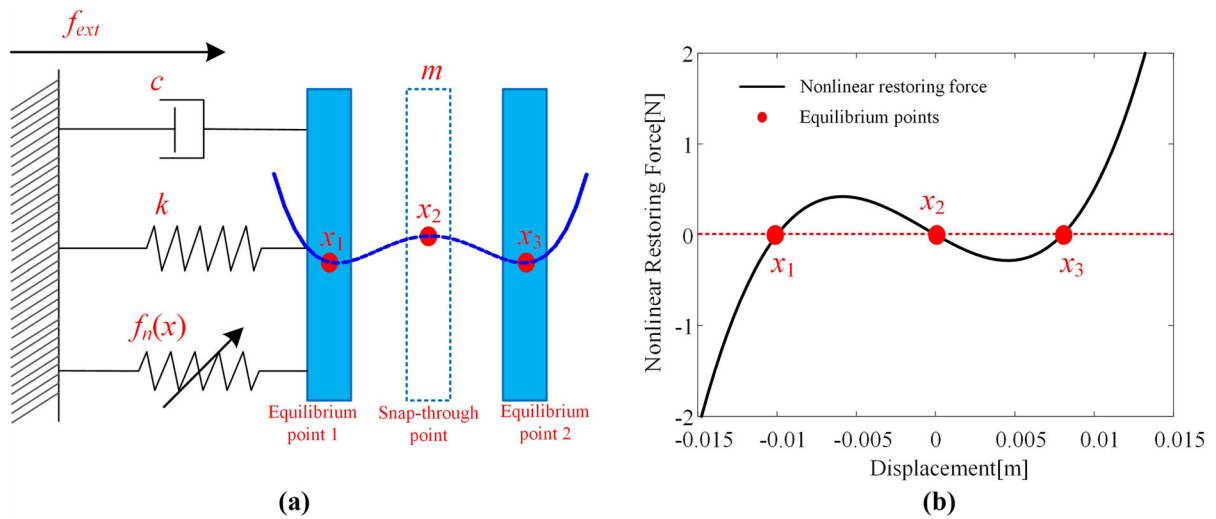 f_ext
c
m
k
x_1
x_2
x_3
f_n(x)
Equilibrium
point 1
Snap-through
point
Equilibrium
point 2
(a)
Nonlinear Restoring Force[N]
2
1
0
-1
-2
Nonlinear restoring force
Equilibrium points
x_2
x_1
x_3
-0.015
-0.01
-0.005
0
0.005
0.01
0.015
Displacement[m]
(b)